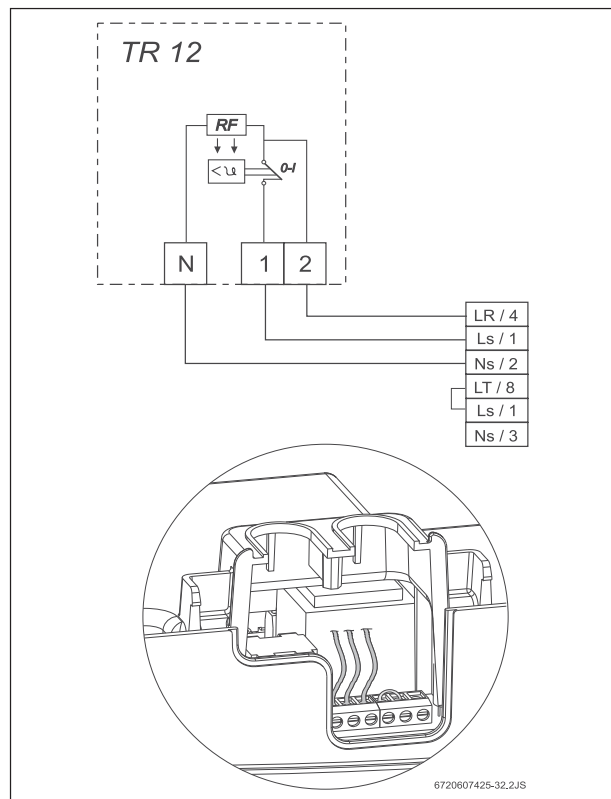 TR 12
RF
0-I
N 1 2
LR / 4
Ls / 1
Ns / 2
LT / 8
Ls / 1
Ns / 3
6720607425-32.2JS